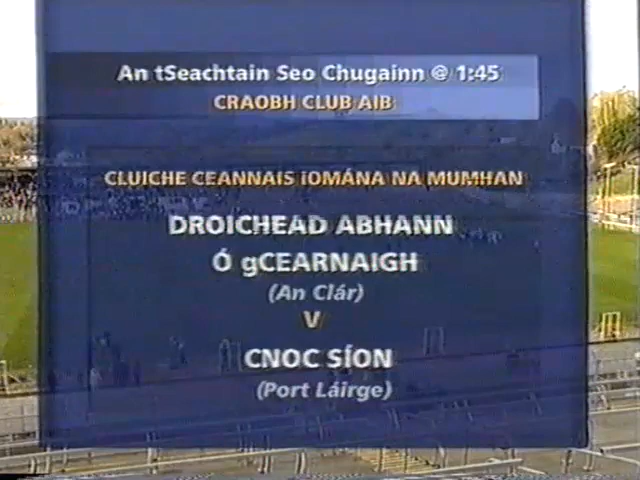 An tSeachtain Seo Chugainn @ 1:45
CRAOBH CLUB AIB
CLUICHE CEANNAIS íOMÁNA NA MUMHAN
DROICHEAD ABHANN
Ó gCEARNAIGH
(An Clár)
V
CNOC SÍON
(Port Láirge)